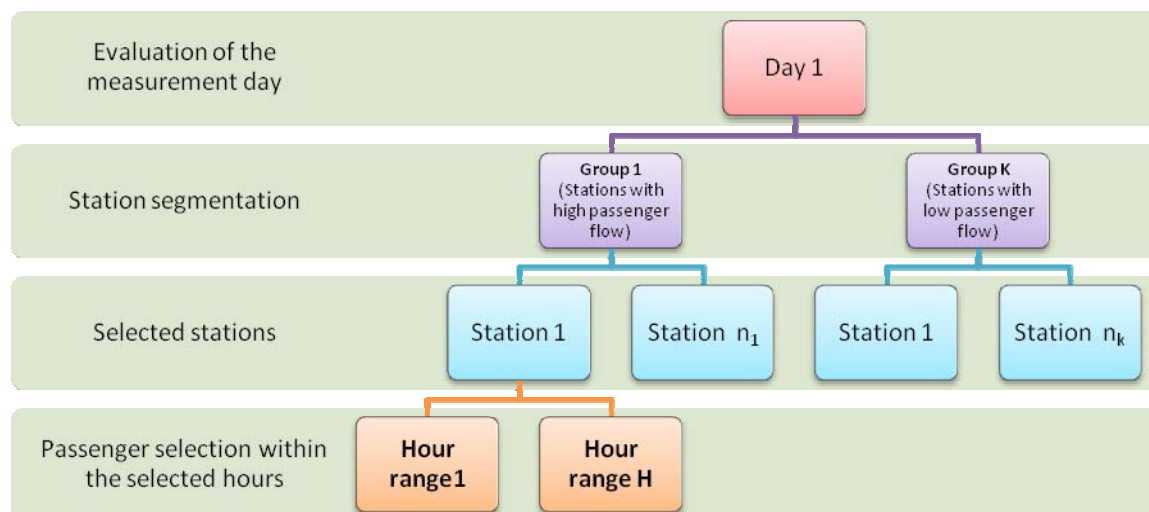 Evaluation of the
measurement day
Day 1
Station segmentation
Group 1
(Stations with
high passenger
flow)
Group K
(Stations with
low passenger
flow)
Selected stations
Station 1
Station n₁
Station 1
Station nₖ
Passenger selection within
the selected hours
Hour
range1
Hour
range H